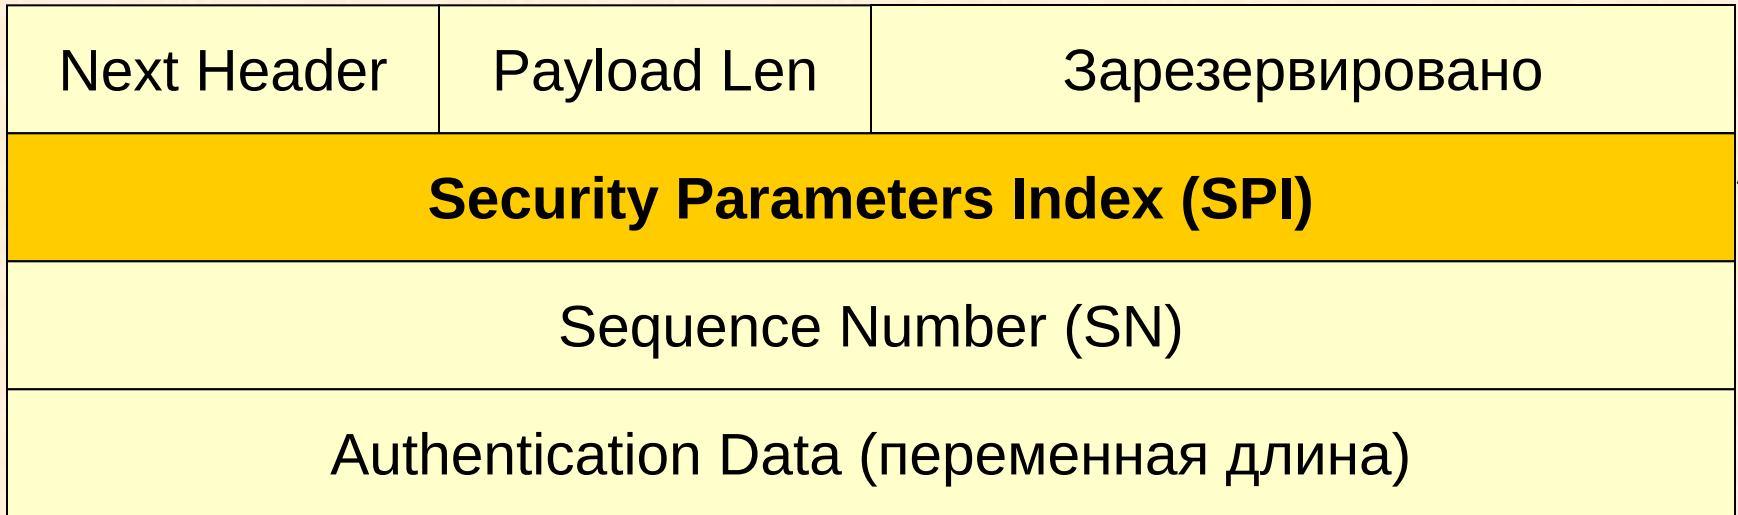 Next Header
Payload Len
Зарезервировано
Security Parameters Index (SPI)
Sequence Number (SN)
Authentication Data (переменная длина)